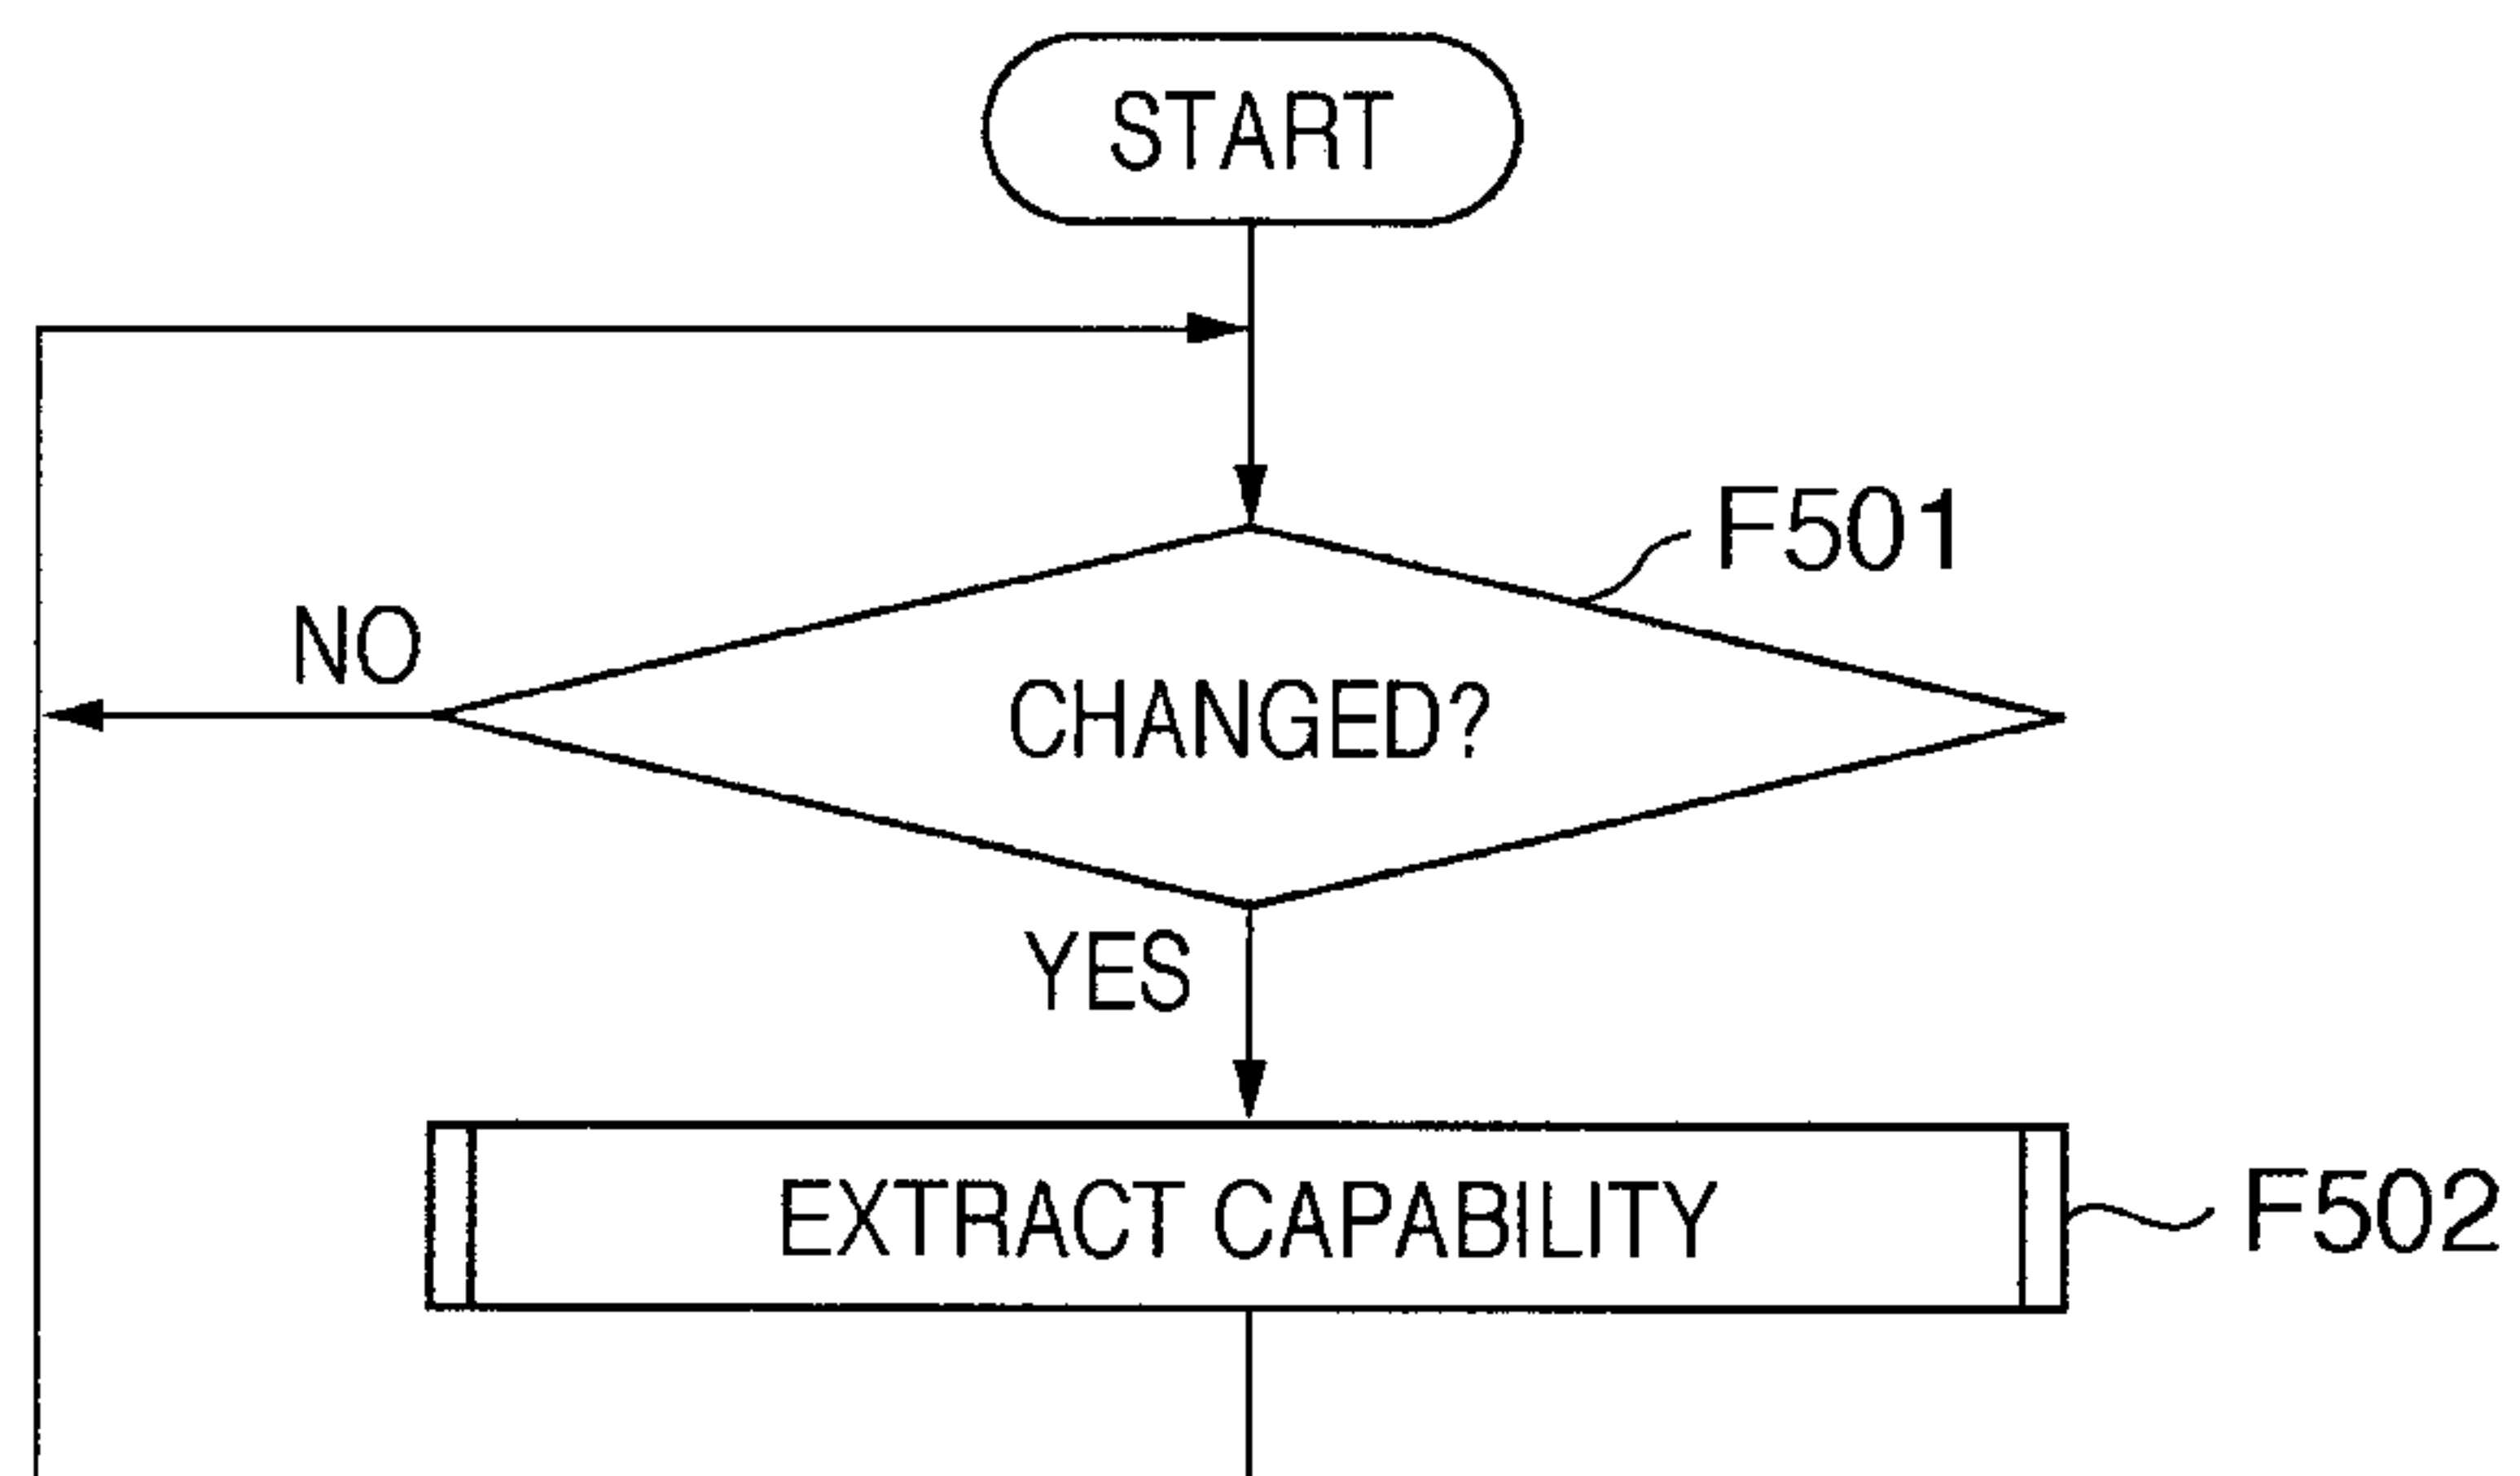 START
F501
NO
CHANGED?
YES
EXTRACT CAPABILITY
F502